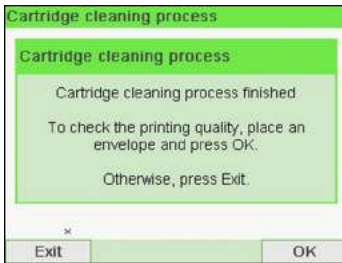 Cartridge cleaning process
Cartridge cleaning process
Cartridge cleaning process finished
To check the printing quality, place an
envelope and press OK.
Otherwise, press Exit.
×
Exit
OK